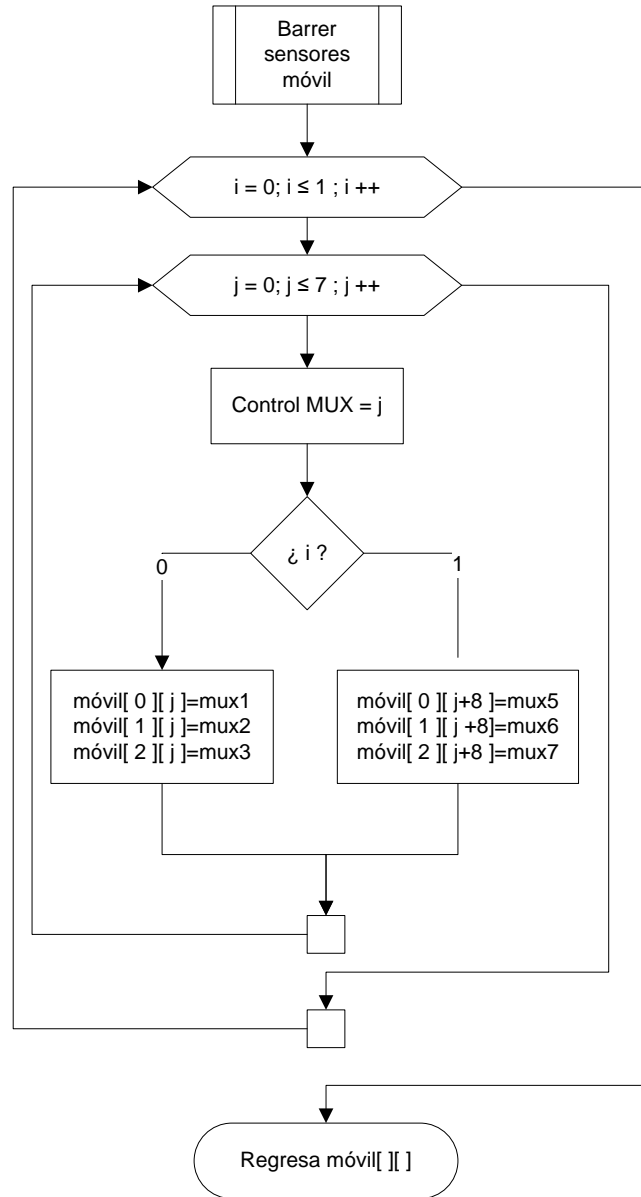 Barrer
sensores
móvil
i = 0; i ≤ 1 ; i ++
j = 0; j ≤ 7 ; j ++
Control MUX = j
¿ i ?
0
1
móvil[ 0 ][ j ]=mux1
móvil[ 1 ][ j ]=mux2
móvil[ 2 ][ j ]=mux3
móvil[ 0 ][ j+8 ]=mux5
móvil[ 1 ][ j +8]=mux6
móvil[ 2 ][ j+8 ]=mux7
Regresa móvil[ ][ ]